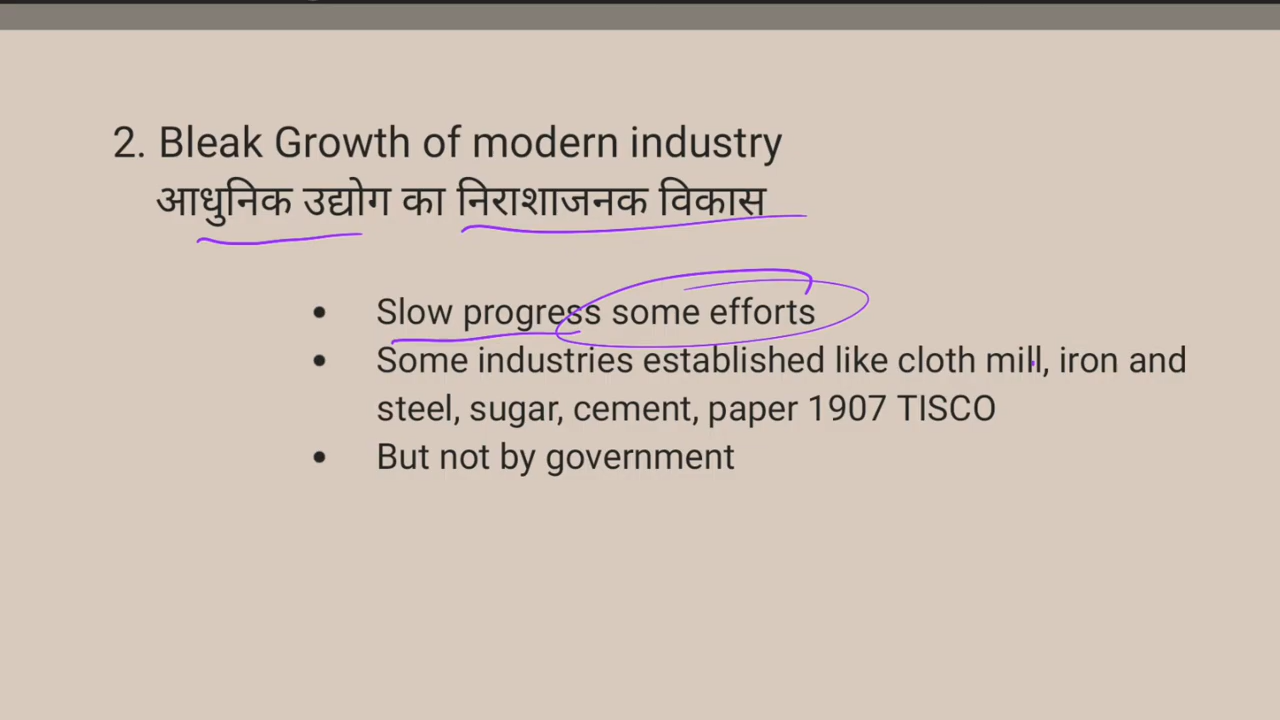 2. Bleak Growth of modern industry
आधुनिक उद्योग का निराशाजनक विकास
• Slow progress some efforts
• Some industries established like cloth mill, iron and
steel, sugar, cement, paper 1907 TISCO
• But not by government